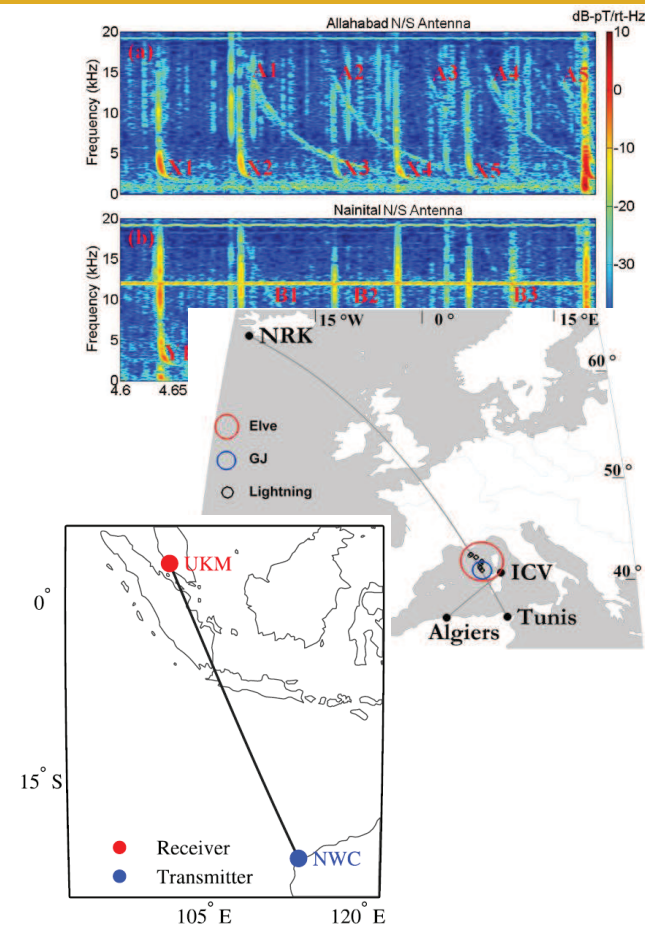 Allahabad N/S Antenna
dB-pT/rt-Hz
(a)
Frequency (kHz)
20
15
10
5
0
A1
A2
A3
A4
A5
X1
X2
X3
X4
X5
10
0
-10
-20
-30
Nainital N/S Antenna
(b)
Frequency (kHz)
20
15
10
5
0
B1
B2
B3
4.6
4.65
15°W
0°
15°E
60°
50°
40°
NRK
Elve
GJ
Lightning
ICV
Algiers
Tunis
UKM
0°
15° S
NWC
Receiver
Transmitter
105° E
120° E